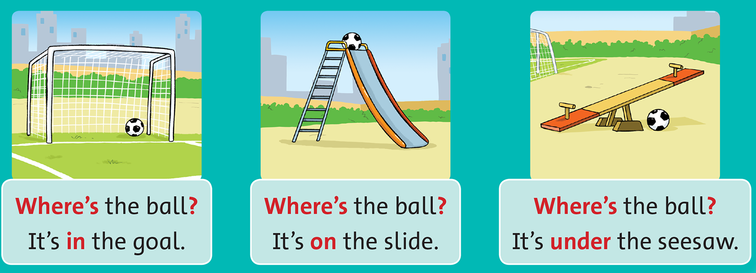 Where's the ball?
It's in the goal.
Where's the ball?
It's on the slide.
Where's the ball?
It's under the seesaw.